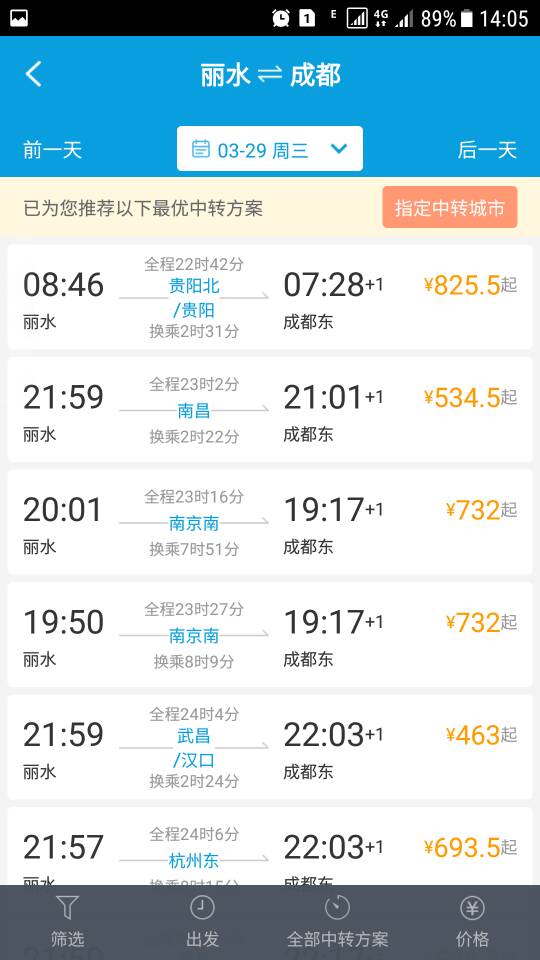 1 E 4G 89% 14:05
丽水 成都
前一天 03-29 周三 后一天
已为您推荐以下最优中转方案 指定中转城市
全程22时42分
08:46 贵阳北 07:28+1 ¥825.5起
/贵阳
丽水 换乘2时31分 成都东
全程23时2分
21:59 南昌 21:01+1 ¥534.5起
丽水 换乘2时22分 成都东
全程23时16分
20:01 南京南 19:17+1 ¥732起
丽水 换乘7时51分 成都东
全程23时27分
19:50 南京南 19:17+1 ¥732起
丽水 换乘8时9分 成都东
全程24时4分
21:59 武昌 22:03+1 ¥463起
/汉口
丽水 换乘2时24分 成都东
全程24时6分
21:57 杭州东 22:03+1 ¥693.5起
丽水 换乘8时15分 成都东
筛选 出发 全部中转方案 价格